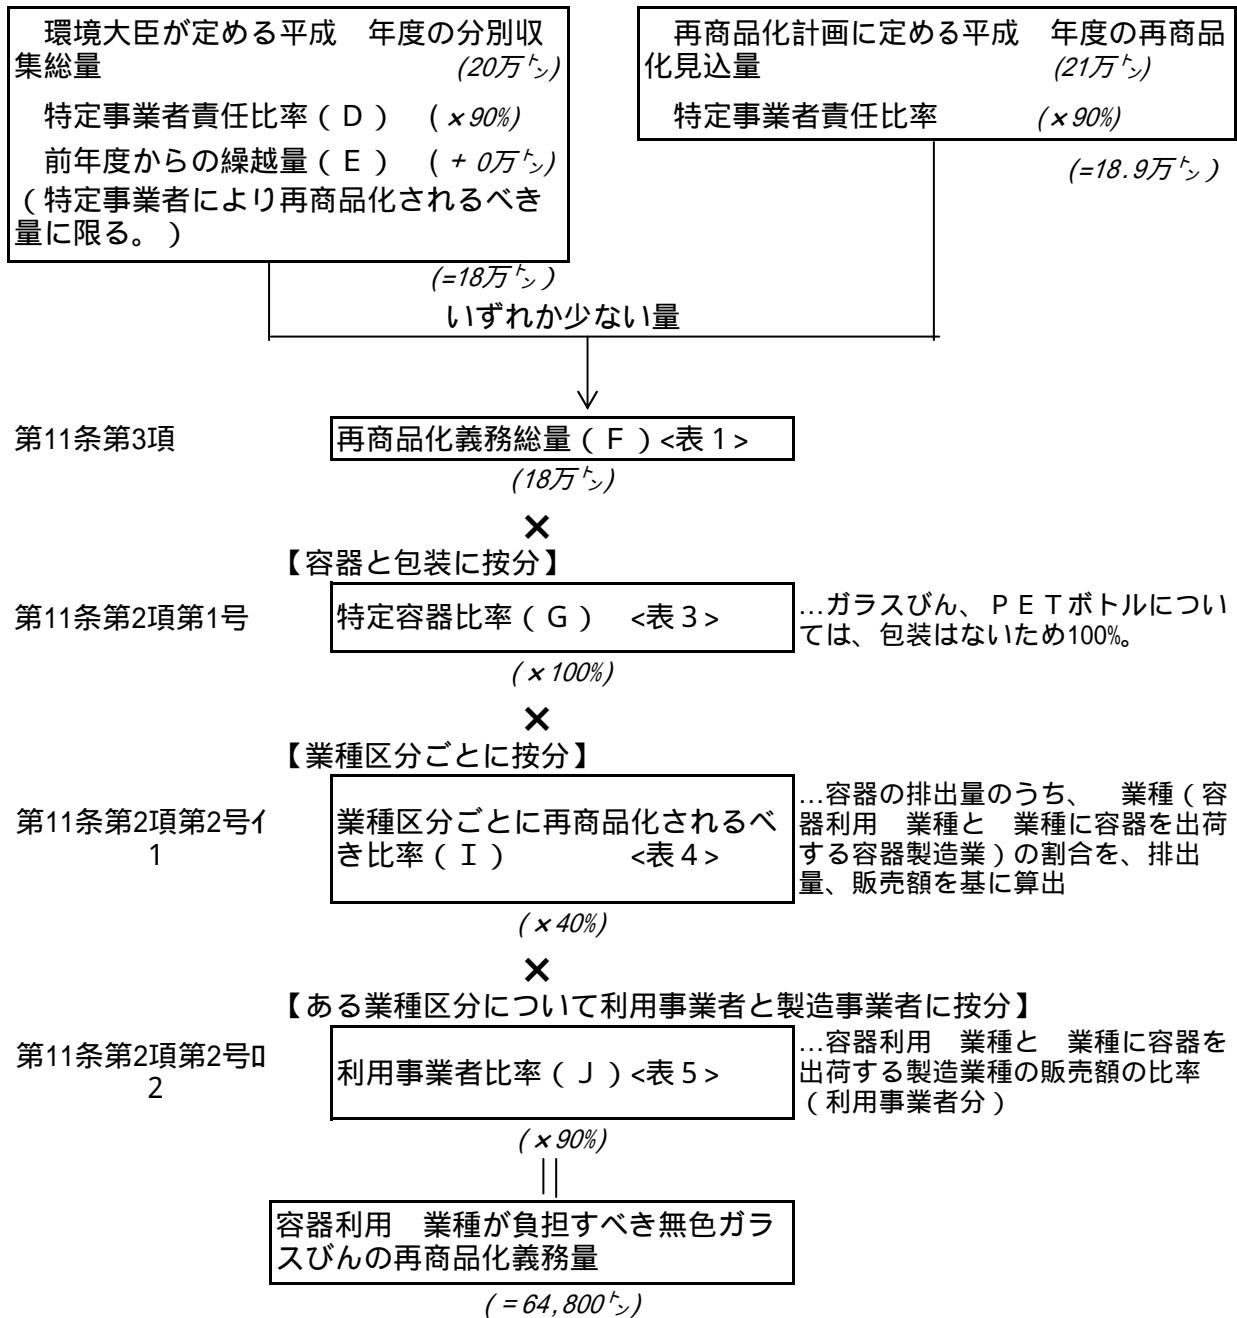 環境大臣が定める平成　年度の分別収
集総量　(20万トン)
特定事業者責任比率（Ｄ）　(×90%)
前年度からの繰越量（Ｅ）　(+ 0万トン)
（特定事業者により再商品化されるべき
量に限る。）
(=18万トン)
再商品化計画に定める平成　年度の再商品
化見込量　(21万トン)
特定事業者責任比率　(×90%)
(=18.9万トン)
いずれか少ない量
第11条第3項　再商品化義務総量（Ｆ）<表１>
(18万トン)
×
【容器と包装に按分】
第11条第2項第1号　特定容器比率（Ｇ）　<表３>
…ガラスびん、ＰＥＴボトルについ
ては、包装はないため100%。
(×100%)
×
【業種区分ごとに按分】
第11条第2項第2号イ
1
業種区分ごとに再商品化されるべ
き比率（Ｉ）　<表４>
…容器の排出量のうち、　業種（容
器利用　業種と　業種に容器を出荷
する容器製造業）の割合を、排出
量、販売額を基に算出
(×40%)
×
【ある業種区分について利用事業者と製造事業者に按分】
第11条第2項第2号ロ
2
利用事業者比率（Ｊ）<表５>
…容器利用　業種と　業種に容器を
出荷する製造業種の販売額の比率
（利用事業者分）
(×90%)
||
容器利用　業種が負担すべき無色ガラ
スびんの再商品化義務量
(=64,800トン)